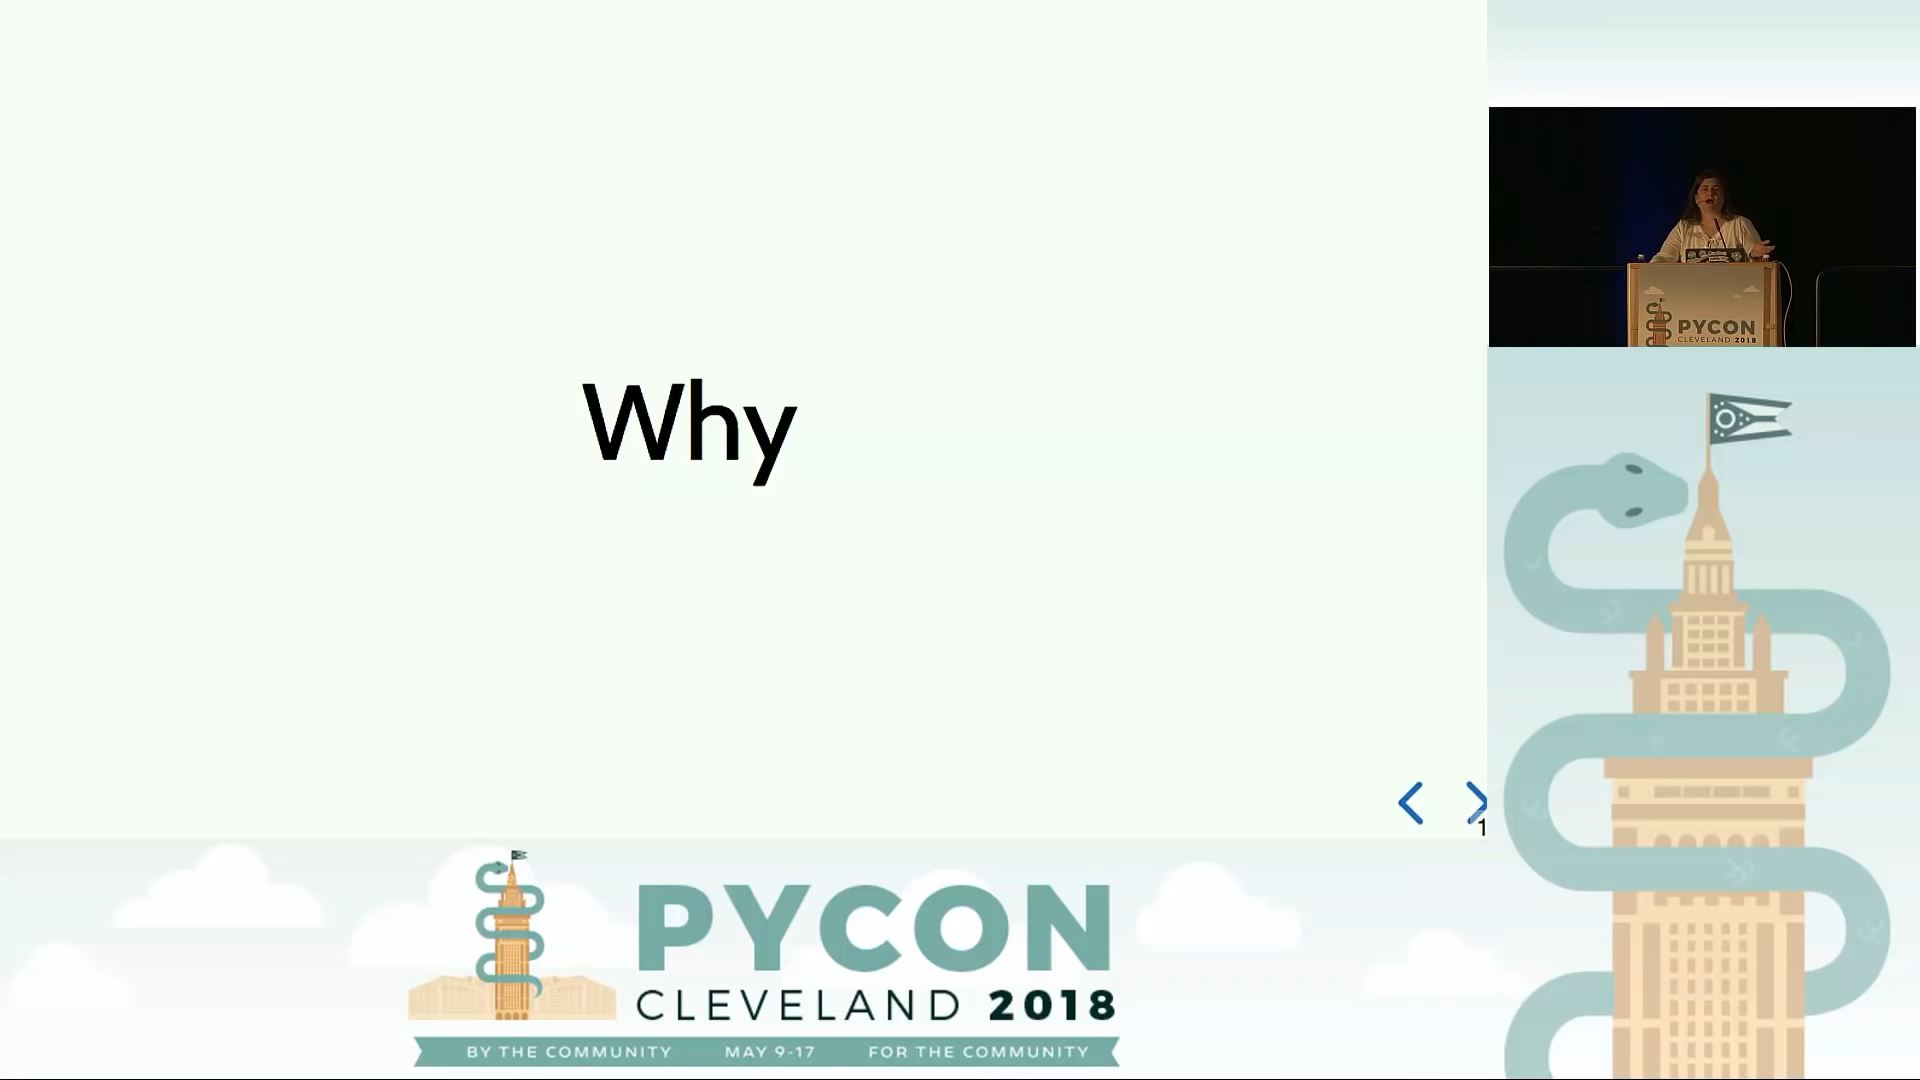 Why
1
PYCON
CLEVELAND 2018
PYCON
CLEVELAND 2018
BY THE COMMUNITY MAY 9-17 FOR THE COMMUNITY